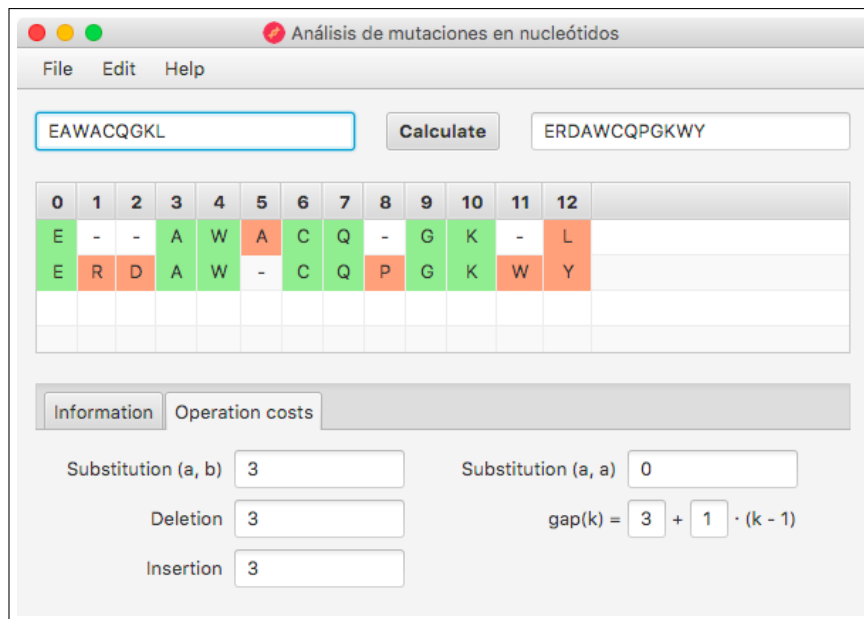 Análisis de mutaciones en nucleótidos
File Edit Help
EAWACQGKL Calculate ERDAWCQPGKWY
0 1 2 3 4 5 6 7 8 9 10 11 12
E - - A W A C Q - G K - L
E R D A W - C Q P G K W Y
Information Operation costs
Substitution (a, b) 3 Substitution (a, a) 0
Deletion 3 gap(k) = 3 + 1 · (k - 1)
Insertion 3